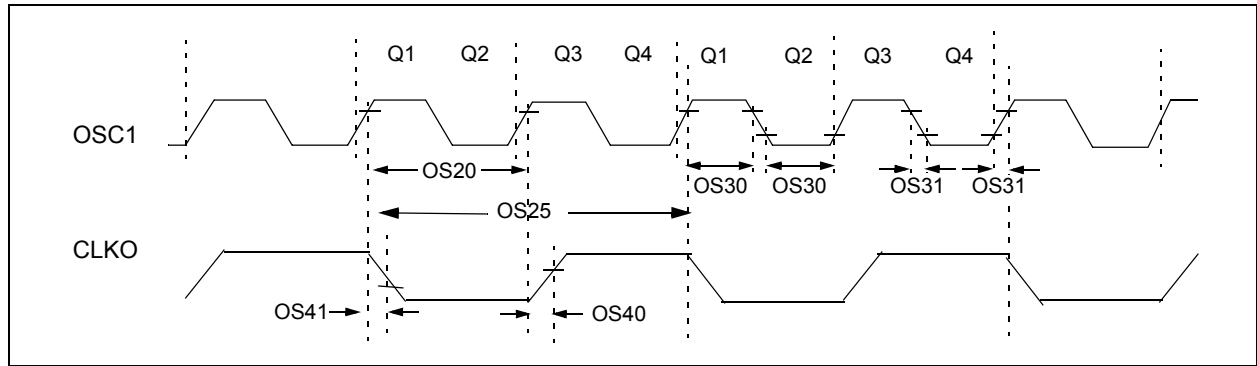 Q1 Q2 Q3 Q4 Q1 Q2 Q3 Q4
OSC1
OS20
OS30 OS30 OS31 OS31
OS25
CLKO
OS41 OS40